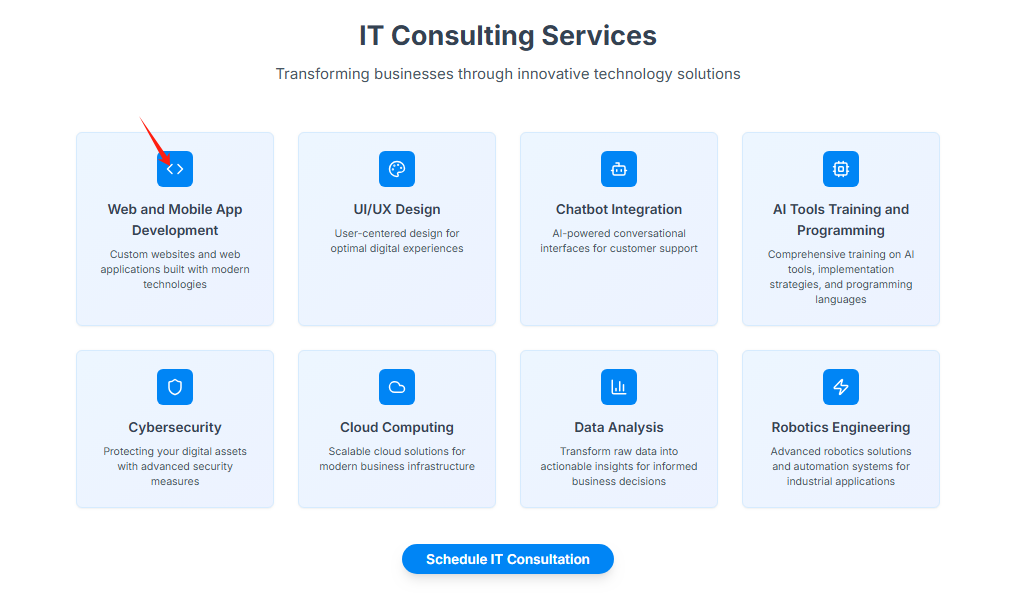 IT Consulting Services
Transforming businesses through innovative technology solutions
Web and Mobile App
Development
Custom websites and web
applications built with modern
technologies
UI/UX Design
User-centered design for
optimal digital experiences
Chatbot Integration
AI-powered conversational
interfaces for customer support
AI Tools Training and
Programming
Comprehensive training on AI
tools, implementation
strategies, and programming
languages
Cybersecurity
Protecting your digital assets
with advanced security
measures
Cloud Computing
Scalable cloud solutions for
modern business infrastructure
Data Analysis
Transform raw data into
actionable insights for informed
business decisions
Robotics Engineering
Advanced robotics solutions
and automation systems for
industrial applications
Schedule IT Consultation